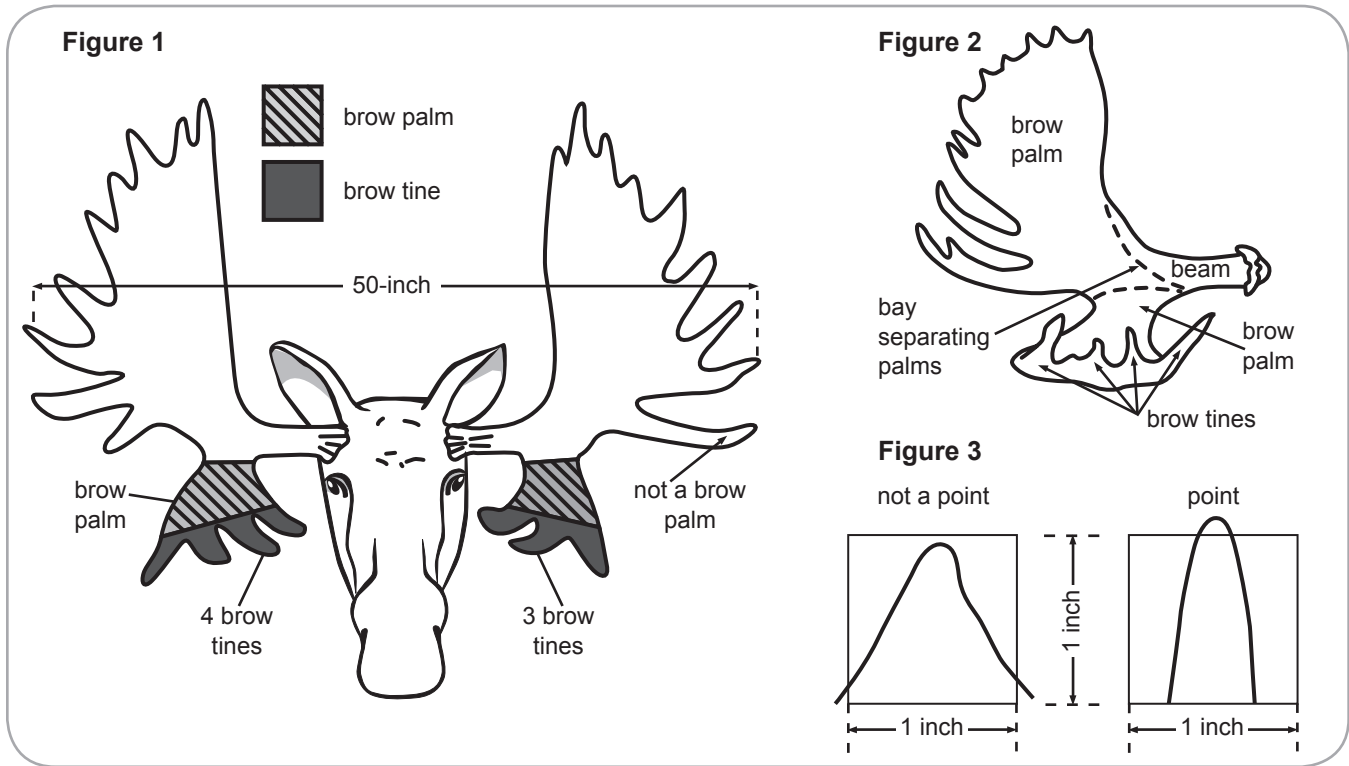 Figure 1
brow palm
brow tine
50-inch
brow
palm
not a brow
palm
4 brow
tines
3 brow
tines
Figure 2
brow
palm
beam
bay
separating
palms
brow
palm
brow tines
Figure 3
not a point
point
1 inch
1 inch
1 inch